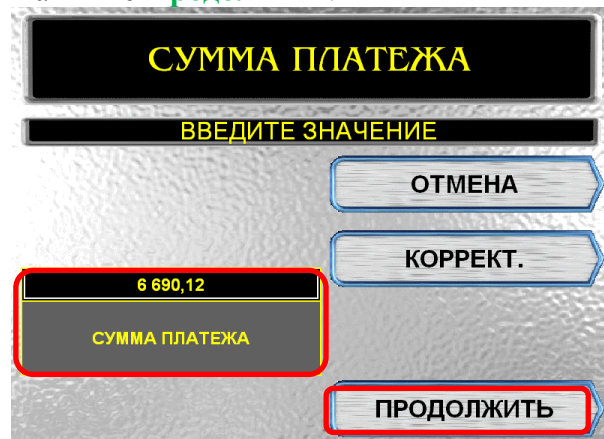 СУММА ПЛАТЕЖА
ВВЕДИТЕ ЗНАЧЕНИЕ
ОТМЕНА
КОРРЕКТ.
6 690,12
СУММА ПЛАТЕЖА
ПРОДОЛЖИТЬ